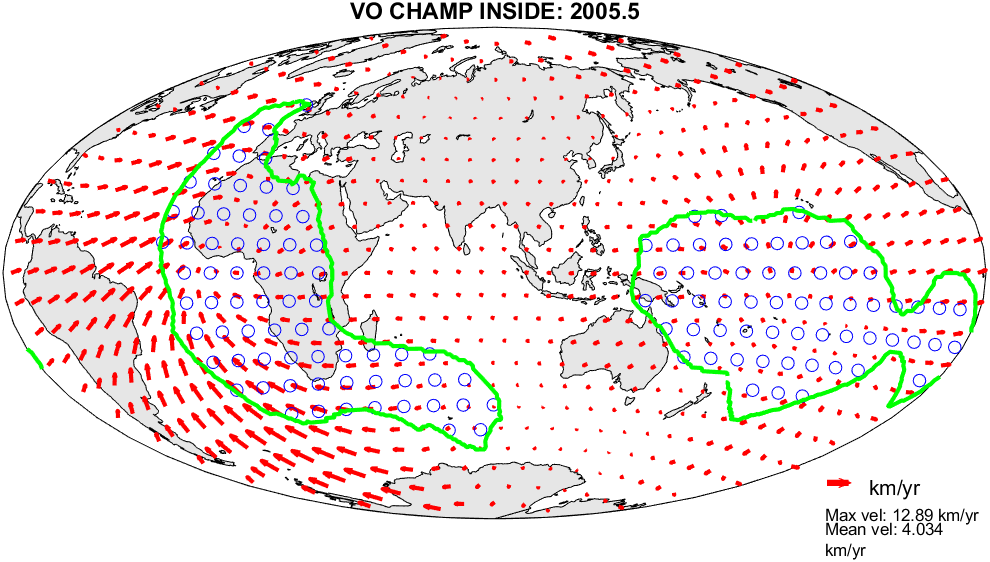 VO CHAMP INSIDE: 2005.5
km/yr
Max vel: 12.89 km/yr
Mean vel: 4.034
km/yr